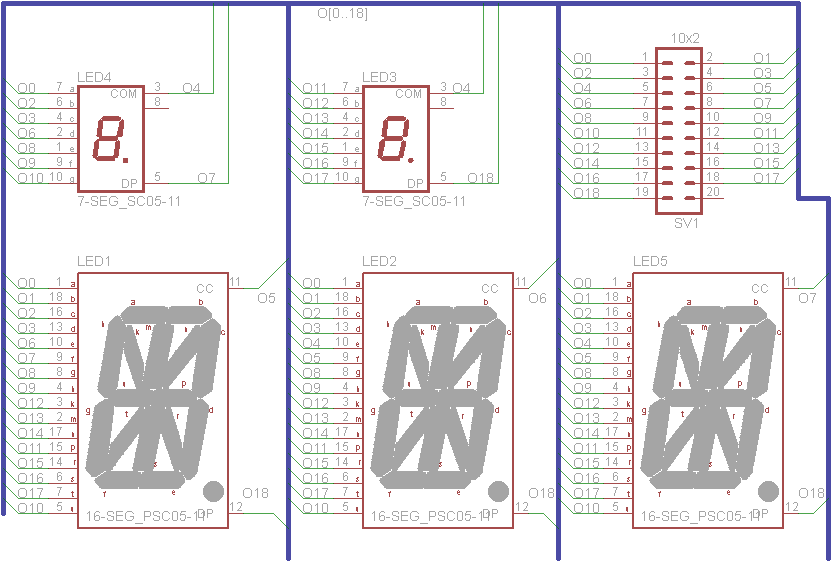 O[0..18]
LED4
O0 7 a COM 3 O4
O2 6 b 8
O3 4 c
O6 2 d
O8 1 e
O9 9 f
O10 10 g DP 5 O7
7-SEG_SC05-11
LED3
O11 7 a COM 3 O4
O12 6 b 8
O13 4 c
O14 2 d
O15 1 e
O16 9 f
O17 10 g DP 5 O18
7-SEG_SC05-11
10x2
O0 1 2 O1
O2 3 4 O3
O4 5 6 O5
O6 7 8 O7
O8 9 10 O9
O10 11 12 O11
O12 13 14 O13
O14 15 16 O15
O16 17 18 O17
O18 19 20
SV1
LED1
O0 1 a CC 11 O5
O1 18 b
O2 16 c
O3 13 d
O6 10 e
O7 9 f
O8 8 g
O9 4 h
O12 3 k
O13 2 m
O14 17 n
O11 15 p
O15 14 r
O16 6 s
O17 7 t O18
O10 5 u DP 12
16-SEG_PSC05-11
LED2
O0 1 a CC 11 O6
O1 18 b
O2 16 c
O3 13 d
O4 10 e
O5 9 f
O8 8 g
O9 4 h
O12 3 k
O13 2 m
O14 17 n
O11 15 p
O15 14 r
O16 6 s
O17 7 t O18
O10 5 u DP 12
16-SEG_PSC05-11
LED5
O0 1 a CC 11 O7
O1 18 b
O2 16 c
O3 13 d
O4 10 e
O5 9 f
O8 8 g
O9 4 h
O12 3 k
O13 2 m
O14 17 n
O11 15 p
O15 14 r
O16 6 s
O17 7 t O18
O10 5 u DP 12
16-SEG_PSC05-11